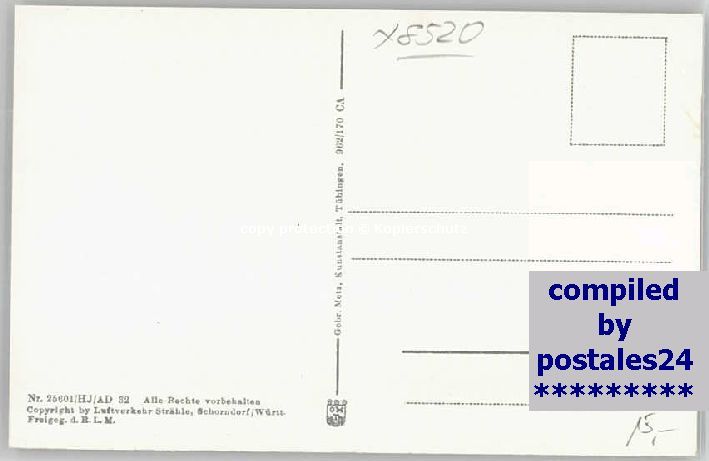 x8520
Gebr. Metz, Kunstanstalt, Tübingen. 962/170 CA
copy protection © Kopierschutz
compiled
by
postales24
*********
Nr. 25601/HJ/AD 32 Alle Rechte vorbehalten
Copyright by Luftverkehr Strähle, Schorndorf/Württ.
Freigeg. d. R. L. M.
15,-